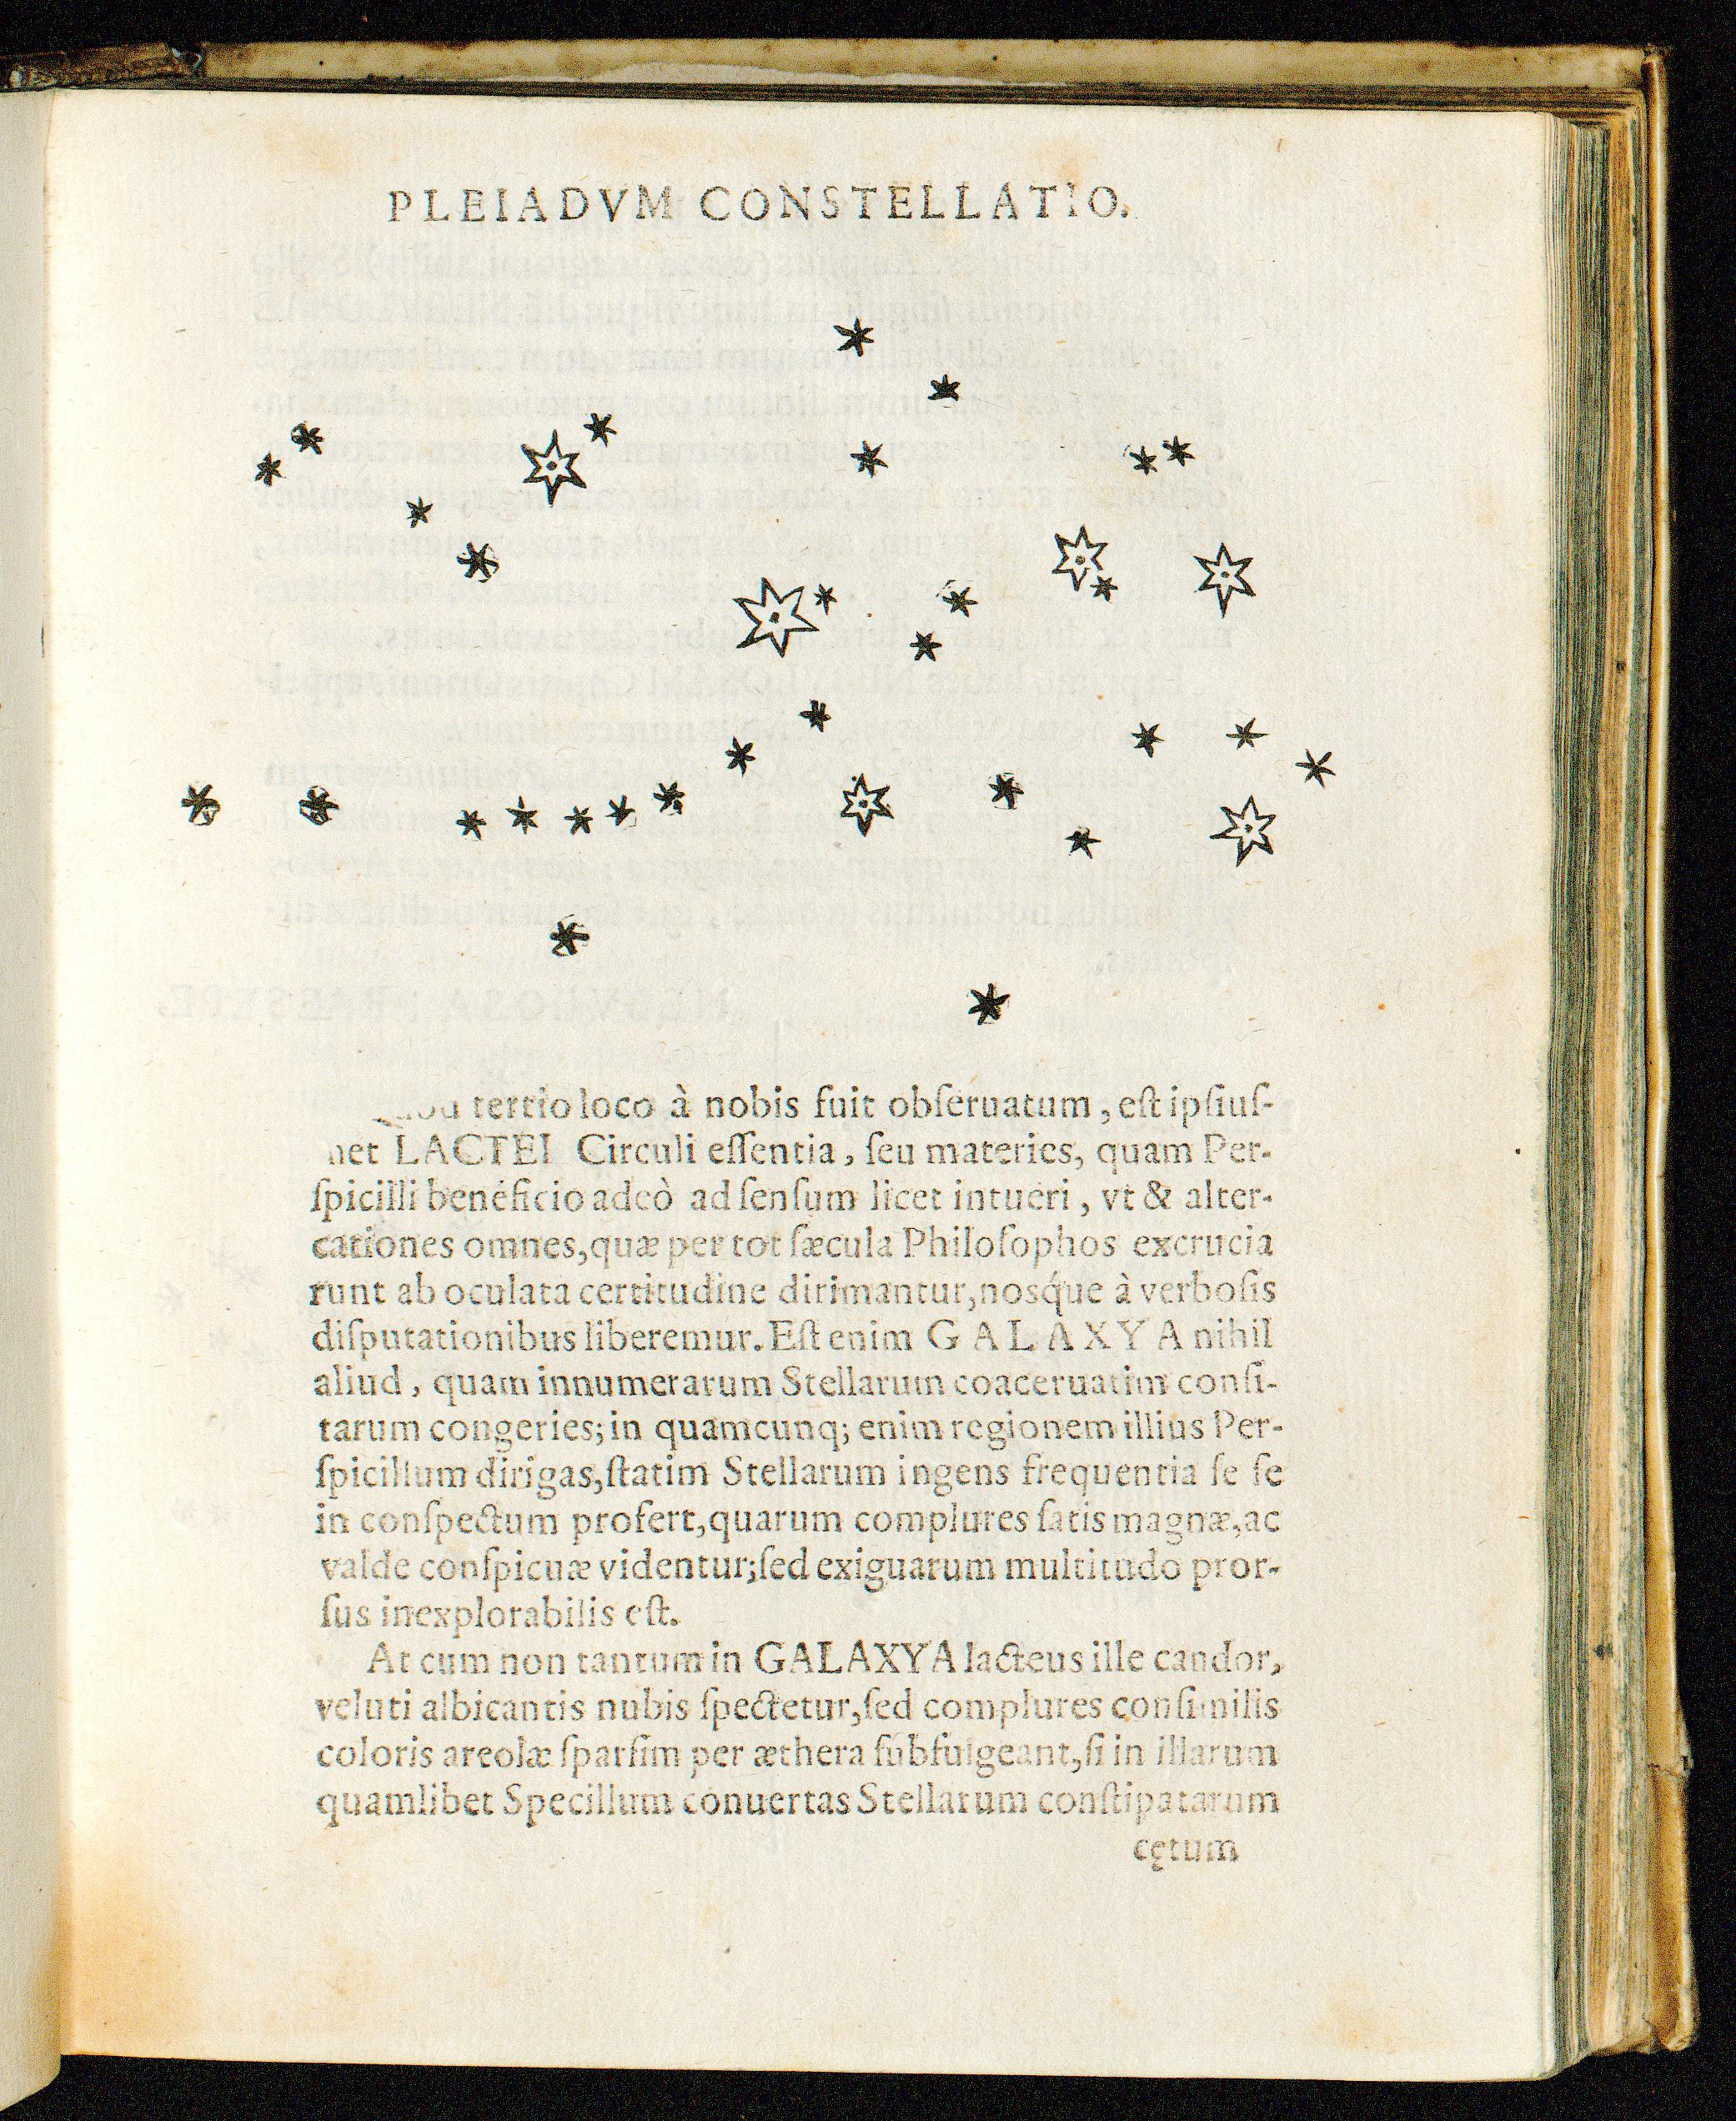 PLEIADVM CONSTELLATIO.
tertio loco à nobis fuit obſeruatum, eſt ipſiuſ-
LACTEI Circuli eſſentia, ſeu materies, quam Per-
ſpicilli beneficio adeò ad ſenſum licet intueri, vt & alter-
cationes omnes, quæ per tot ſæcula Philoſophos excrucia
runt ab oculata certitudine dirimantur, nosq́ue à verboſis
diſputationibus liberemur. Eſt enim GALAXYA nihil
aliud, quam innumerarum Stellarum coaceruatim conſi-
tarum congeries; in quamcunq; enim regionem illius Per-
ſpicillum dirigas, ſtatim Stellarum ingens frequentia ſe ſe
in conſpectum profert, quarum complures ſatis magnæ, ac
valde conſpicuæ videntur; ſed exiguarum multitudo pror-
ſus inexplorabilis eſt.
At cum non tantum in GALAXYA lacteus ille candor,
veluti albicantis nubis ſpectetur, ſed complures conſimilis
coloris areolæ ſparſim per æthera ſubfulgeant, ſi in illarum
quamlibet Specillum conuertas Stellarum conſtipatarum
cętum